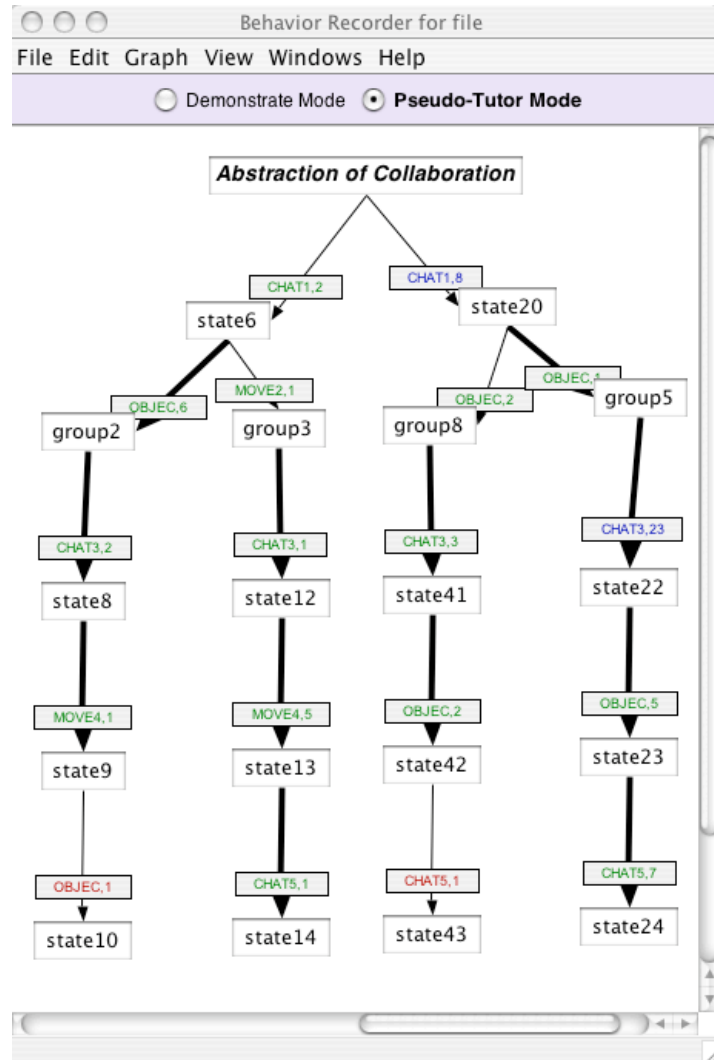 Behavior Recorder for file
File Edit Graph View Windows Help
Demonstrate Mode Pseudo-Tutor Mode
Abstraction of Collaboration
CHAT1,2 CHAT1,8
state6 state20
OBJEC,6 MOVE2,1 OBJEC,2 OBJEC,1
group2 group3 group8 group5
CHAT3,2 CHAT3,1 CHAT3,3 CHAT3,23
state8 state12 state41 state22
MOVE4,1 MOVE4,5 OBJEC,2 OBJEC,5
state9 state13 state42 state23
OBJEC,1 CHAT5,1 CHAT5,1 CHAT5,7
state10 state14 state43 state24